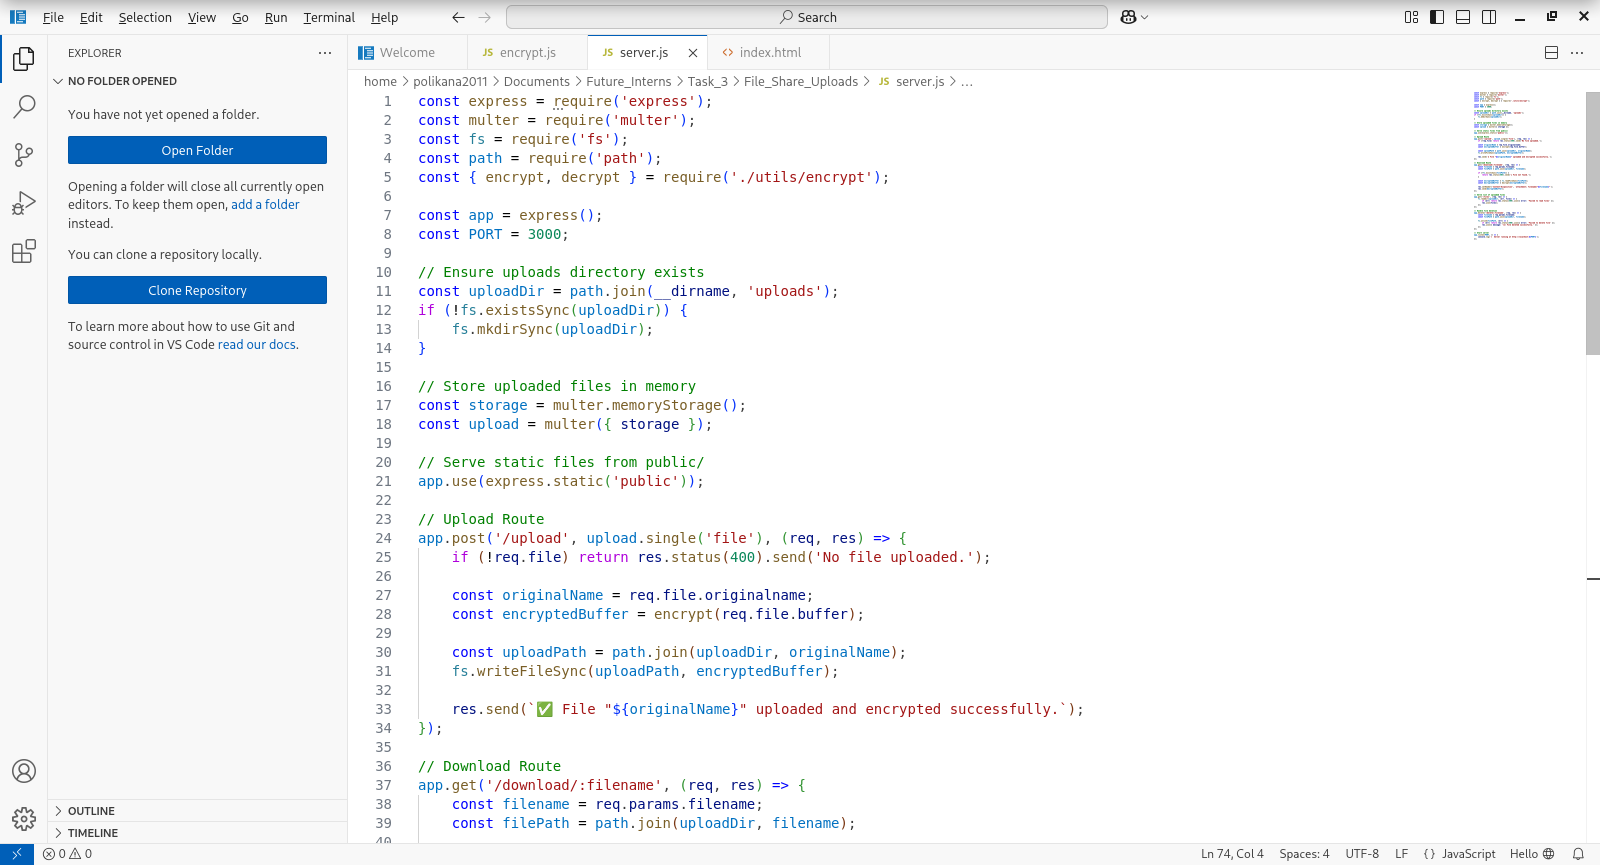 File Edit Selection View Go Run Terminal Help Search
EXPLORER
NO FOLDER OPENED
You have not yet opened a folder.
Open Folder
Opening a folder will close all currently open
editors. To keep them open, add a folder
instead.
You can clone a repository locally.
Clone Repository
To learn more about how to use Git and
source control in VS Code read our docs.
OUTLINE
TIMELINE
Welcome JS encrypt.js JS server.js <> index.html
home > polikana2011 > Documents > Future_Interns > Task_3 > File_Share_Uploads > JS server.js > ...
1 const express = require('express');
2 const multer = require('multer');
3 const fs = require('fs');
4 const path = require('path');
5 const { encrypt, decrypt } = require('./utils/encrypt');
6
7 const app = express();
8 const PORT = 3000;
9
10 // Ensure uploads directory exists
11 const uploadDir = path.join(__dirname, 'uploads');
12 if (!fs.existsSync(uploadDir)) {
13     fs.mkdirSync(uploadDir);
14 }
15
16 // Store uploaded files in memory
17 const storage = multer.memoryStorage();
18 const upload = multer({ storage });
19
20 // Serve static files from public/
21 app.use(express.static('public'));
22
23 // Upload Route
24 app.post('/upload', upload.single('file'), (req, res) => {
25     if (!req.file) return res.status(400).send('No file uploaded.');
26
27     const originalName = req.file.originalname;
28     const encryptedBuffer = encrypt(req.file.buffer);
29
30     const uploadPath = path.join(uploadDir, originalName);
31     fs.writeFileSync(uploadPath, encryptedBuffer);
32
33     res.send(`✅ File "${originalName}" uploaded and encrypted successfully.`);
34 });
35
36 // Download Route
37 app.get('/download/:filename', (req, res) => {
38     const filename = req.params.filename;
39     const filePath = path.join(uploadDir, filename);
40
0 0 Ln 74, Col 4 Spaces: 4 UTF-8 LF {} JavaScript Hello